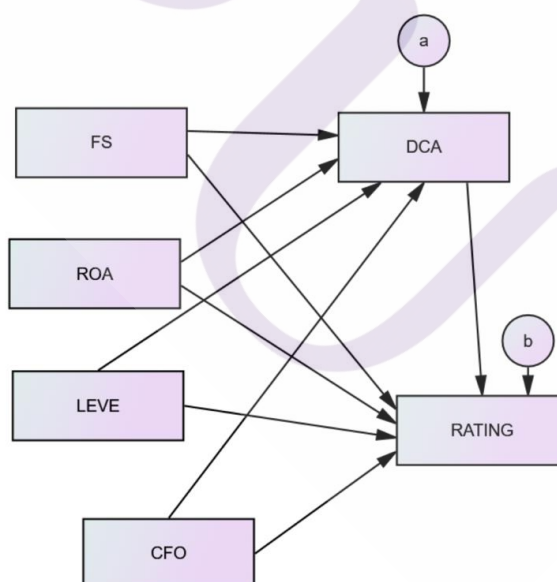 a
FS
DCA
ROA
b
LEVE
RATING
CFO